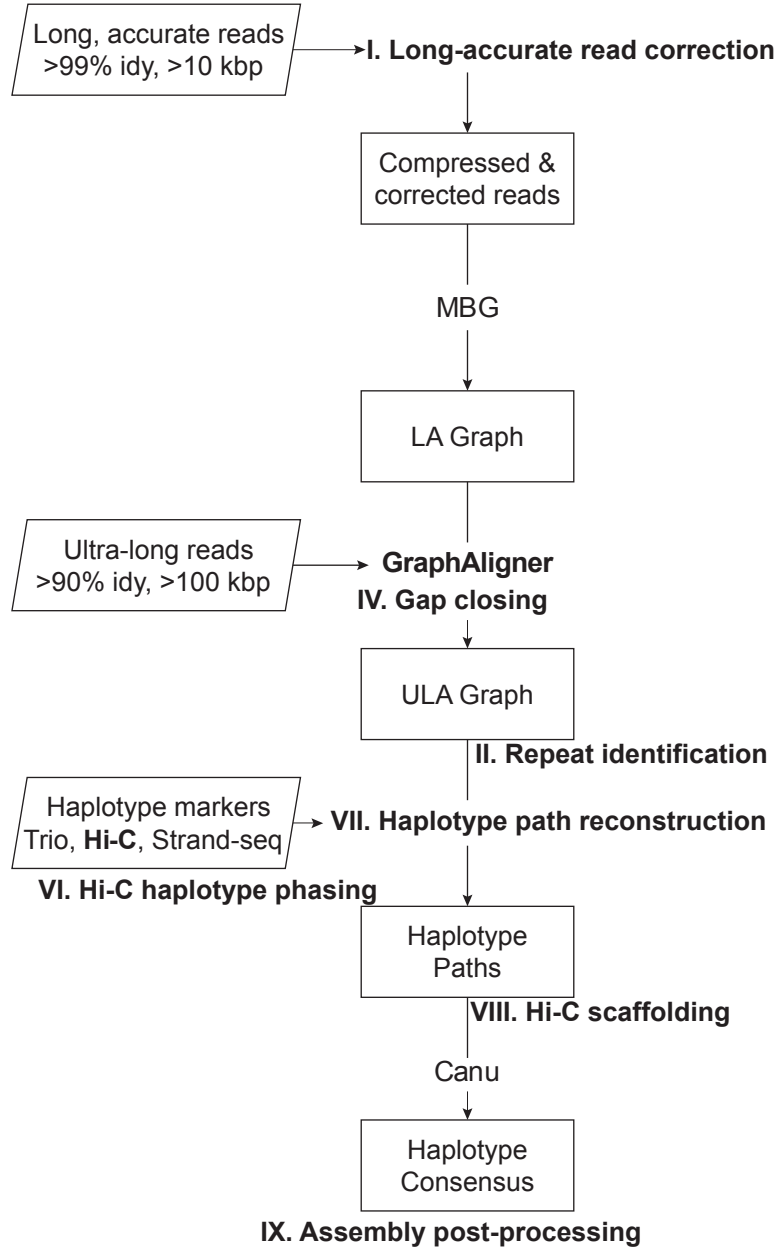 Long, accurate reads
>99% idy, >10 kbp
I. Long-accurate read correction
Compressed &
corrected reads
MBG
LA Graph
Ultra-long reads
>90% idy, >100 kbp
GraphAligner
IV. Gap closing
ULA Graph
II. Repeat identification
Haplotype markers
Trio, Hi-C, Strand-seq
VII. Haplotype path reconstruction
VI. Hi-C haplotype phasing
Haplotype
Paths
VIII. Hi-C scaffolding
Canu
Haplotype
Consensus
IX. Assembly post-processing